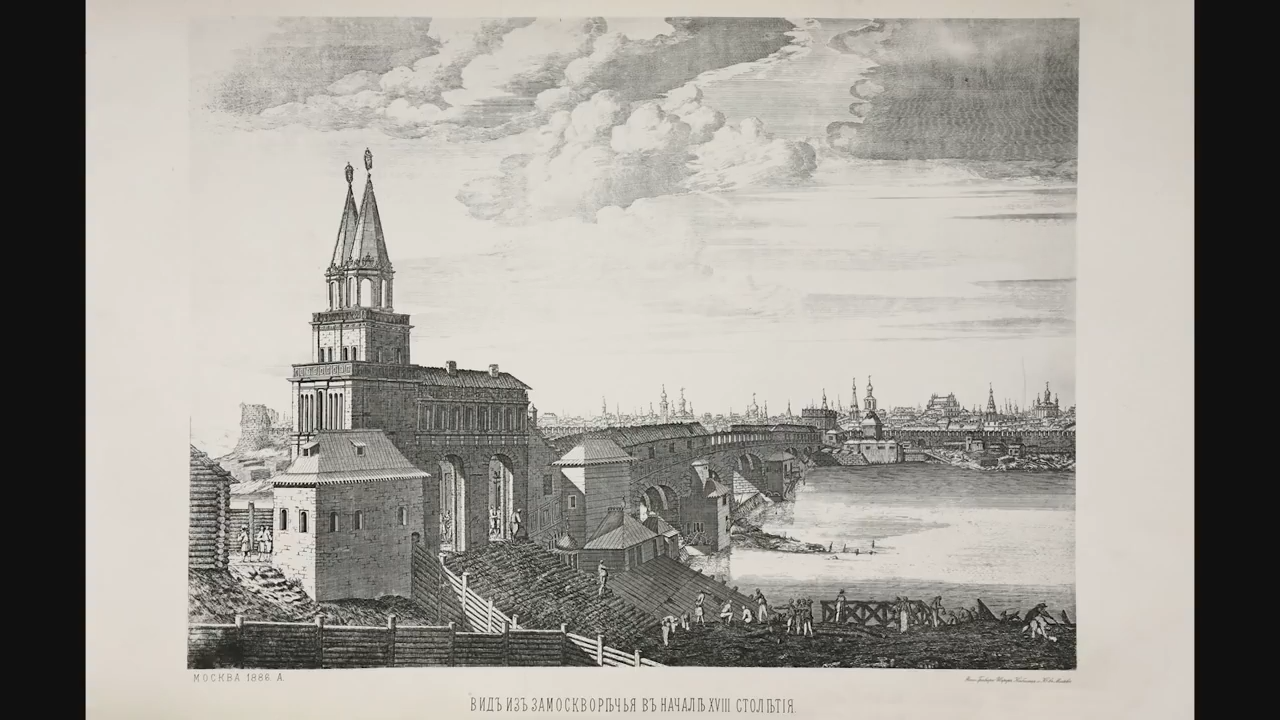 МОСКВА 1886. А.
ВИДЪ ИЗЪ ЗАМОСКВОРѢЧЬЯ ВЪ НАЧАЛѢ XVIII СТОЛѢТІЯ.